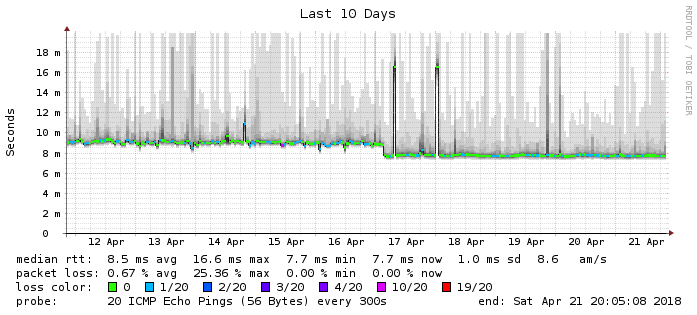 Last 10 Days
RRDTOOL / TOBI OETIKER
Seconds
18 m
16 m
14 m
12 m
10 m
8 m
6 m
4 m
2 m
0
12 Apr 13 Apr 14 Apr 15 Apr 16 Apr 17 Apr 18 Apr 19 Apr 20 Apr 21 Apr
median rtt: 8.5 ms avg 16.6 ms max 7.7 ms min 7.7 ms now 1.0 ms sd 8.6 am/s
packet loss: 0.67 % avg 25.36 % max 0.00 % min 0.00 % now
loss color: 0 1/20 2/20 3/20 4/20 10/20 19/20
probe: 20 ICMP Echo Pings (56 Bytes) every 300s end: Sat Apr 21 20:05:08 2018